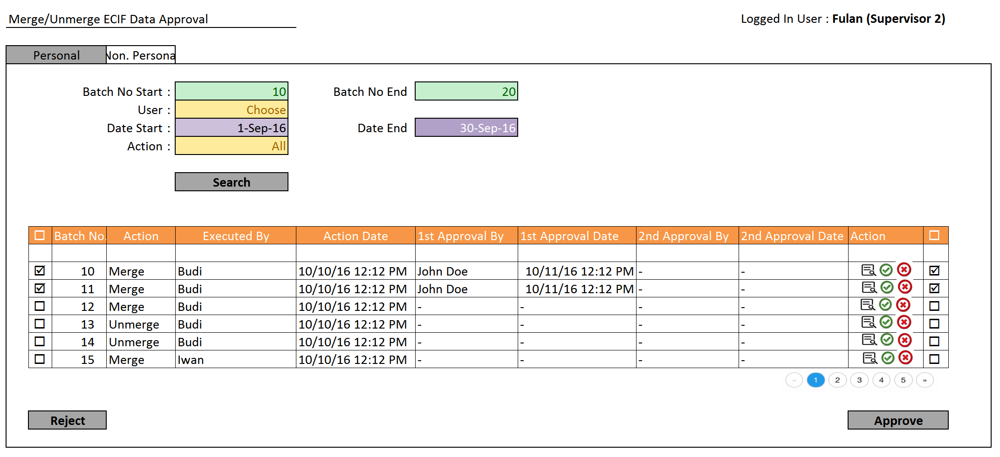 Merge/Unmerge ECIF Data Approval
Logged In User : Fulan (Supervisor 2)
Personal Non. Persona
Batch No Start : 10 Batch No End 20
User : Choose
Date Start : 1-Sep-16 Date End 30-Sep-16
Action : All
Search
Batch No. Action Executed By Action Date 1st Approval By 1st Approval Date 2nd Approval By 2nd Approval Date Action
10 Merge Budi 10/10/16 12:12 PM John Doe 10/11/16 12:12 PM - -
11 Merge Budi 10/10/16 12:12 PM John Doe 10/11/16 12:12 PM - -
12 Merge Budi 10/10/16 12:12 PM - - - -
13 Unmerge Budi 10/10/16 12:12 PM - - - -
14 Unmerge Budi 10/10/16 12:12 PM - - - -
15 Merge Iwan 10/10/16 12:12 PM - - - -
« 1 2 3 4 5 »
Reject Approve